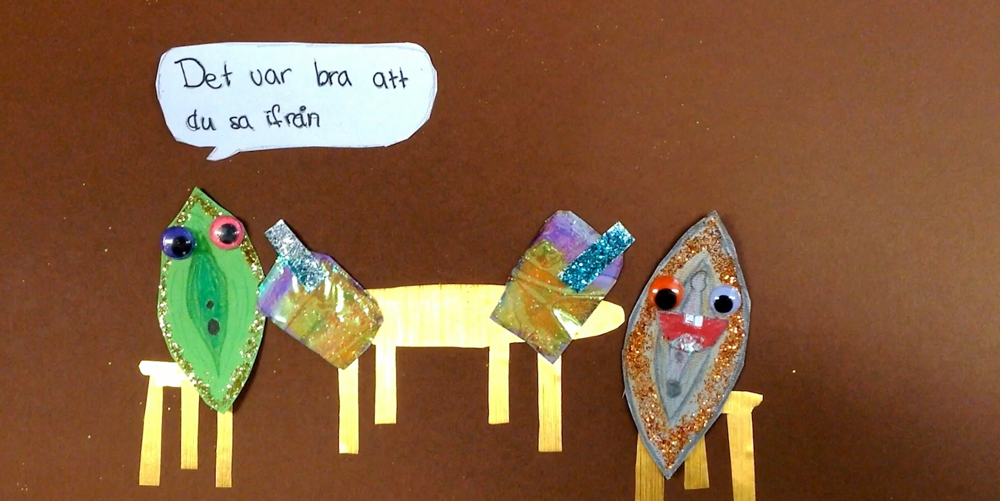 Det var bra att
du sa ifrån